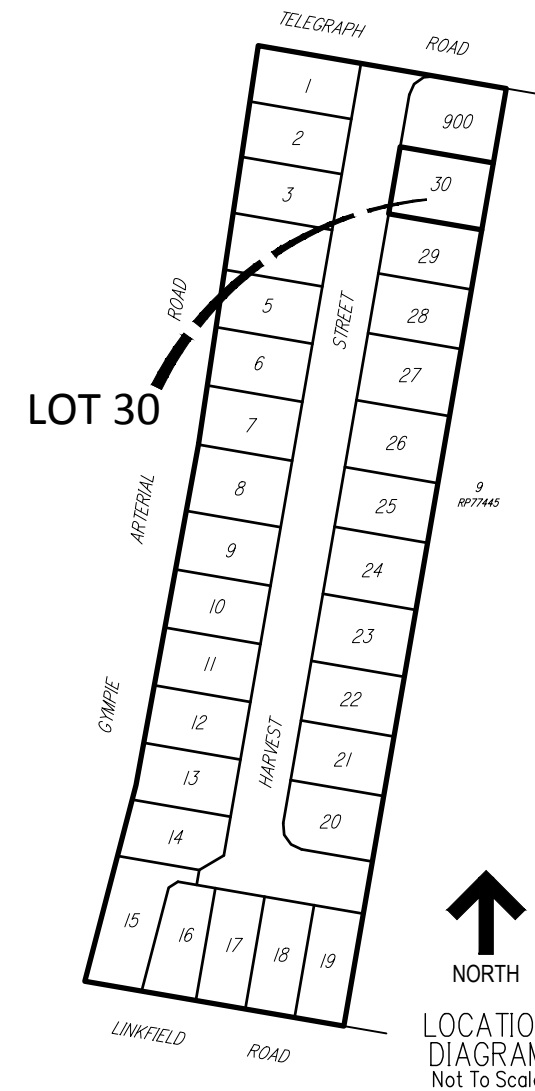 TELEGRAPH ROAD
1
900
2
30
3
29
ROAD
5
STREET
28
6
27
LOT 30
7
26
ARTERIAL
8
25
9
RP77445
9
24
10
23
11
GYMPIE
22
12
HARVEST
21
13
20
14
15
16
17
18
19
NORTH
LINKFIELD ROAD
LOCATIO
DIAGRAM
Not To Scale